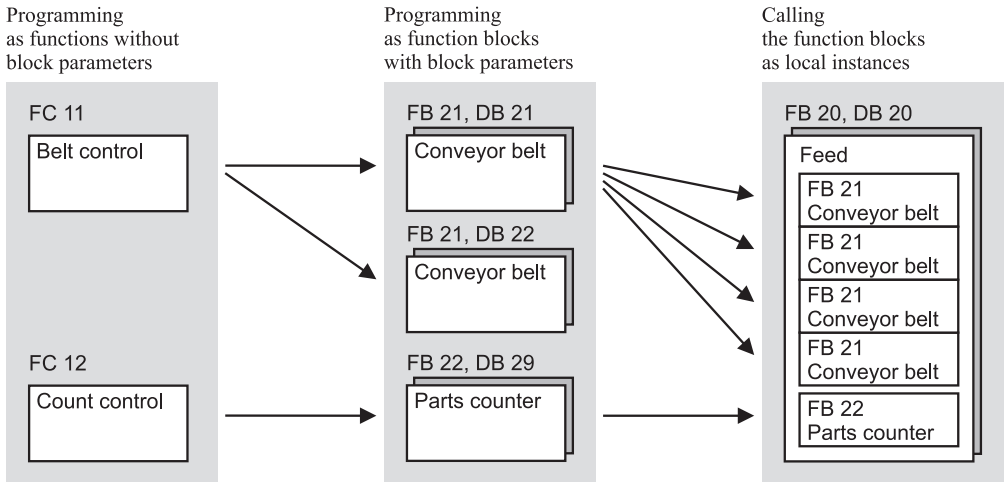 Programming
as functions without
block parameters
FC 11
Belt control
FC 12
Count control
Programming
as function blocks
with block parameters
FB 21, DB 21
Conveyor belt
FB 21, DB 22
Conveyor belt
FB 22, DB 29
Parts counter
Calling
the function blocks
as local instances
FB 20, DB 20
Feed
FB 21
Conveyor belt
FB 21
Conveyor belt
FB 21
Conveyor belt
FB 21
Conveyor belt
FB 22
Parts counter